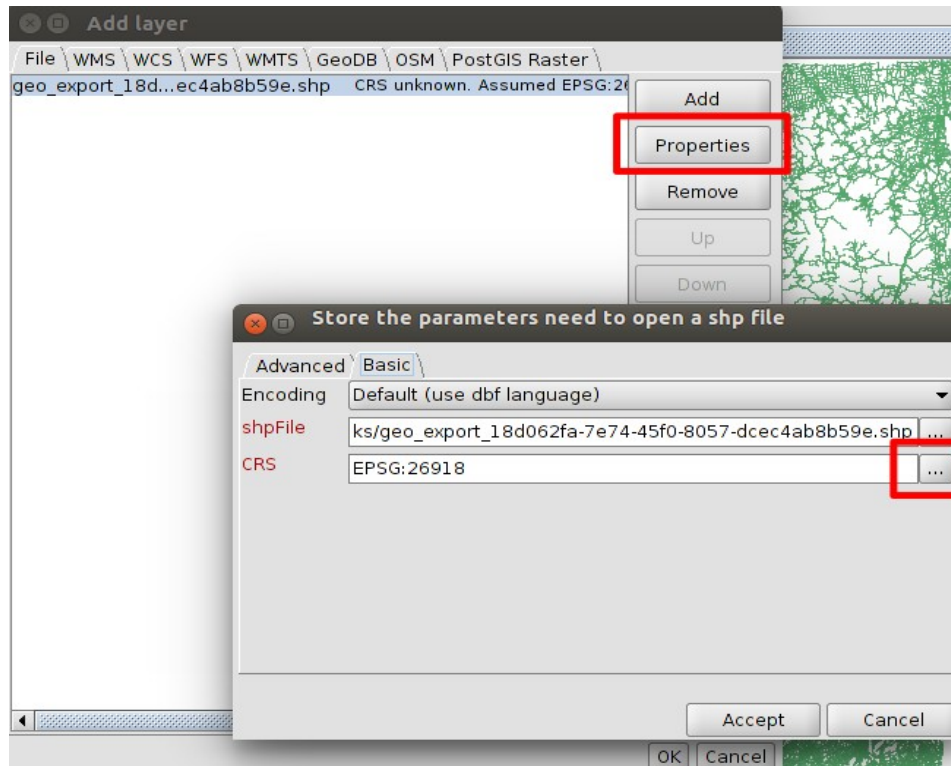 Add layer
File WMS WCS WFS WMTS GeoDB OSM PostGIS Raster
geo_export_18d...ec4ab8b59e.shp CRS unknown. Assumed EPSG:26
Add
Properties
Remove
Up
Down
Store the parameters need to open a shp file
Advanced Basic
Encoding Default (use dbf language)
shpFile ks/geo_export_18d062fa-7e74-45f0-8057-dcec4ab8b59e.shp ...
CRS EPSG:26918 ...
Accept Cancel
OK Cancel